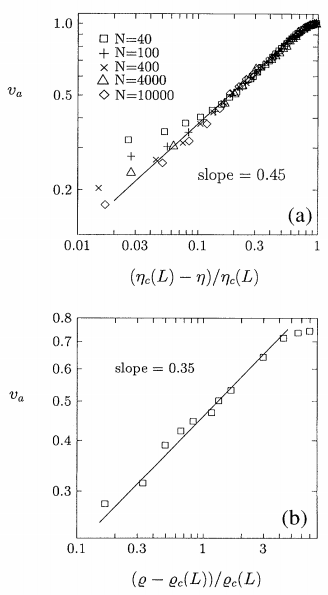 1.0
N=40
N=100
N=400
N=4000
N=10000
v_a
0.5
slope = 0.45
0.2
(a)
0.01 0.03 0.1 0.3 1
(η_c(L) − η)/η_c(L)
0.8
0.7
slope = 0.35
0.6
v_a
0.5
0.4
0.3
(b)
0.1 0.3 1 3
(ϱ − ϱ_c(L))/ϱ_c(L)